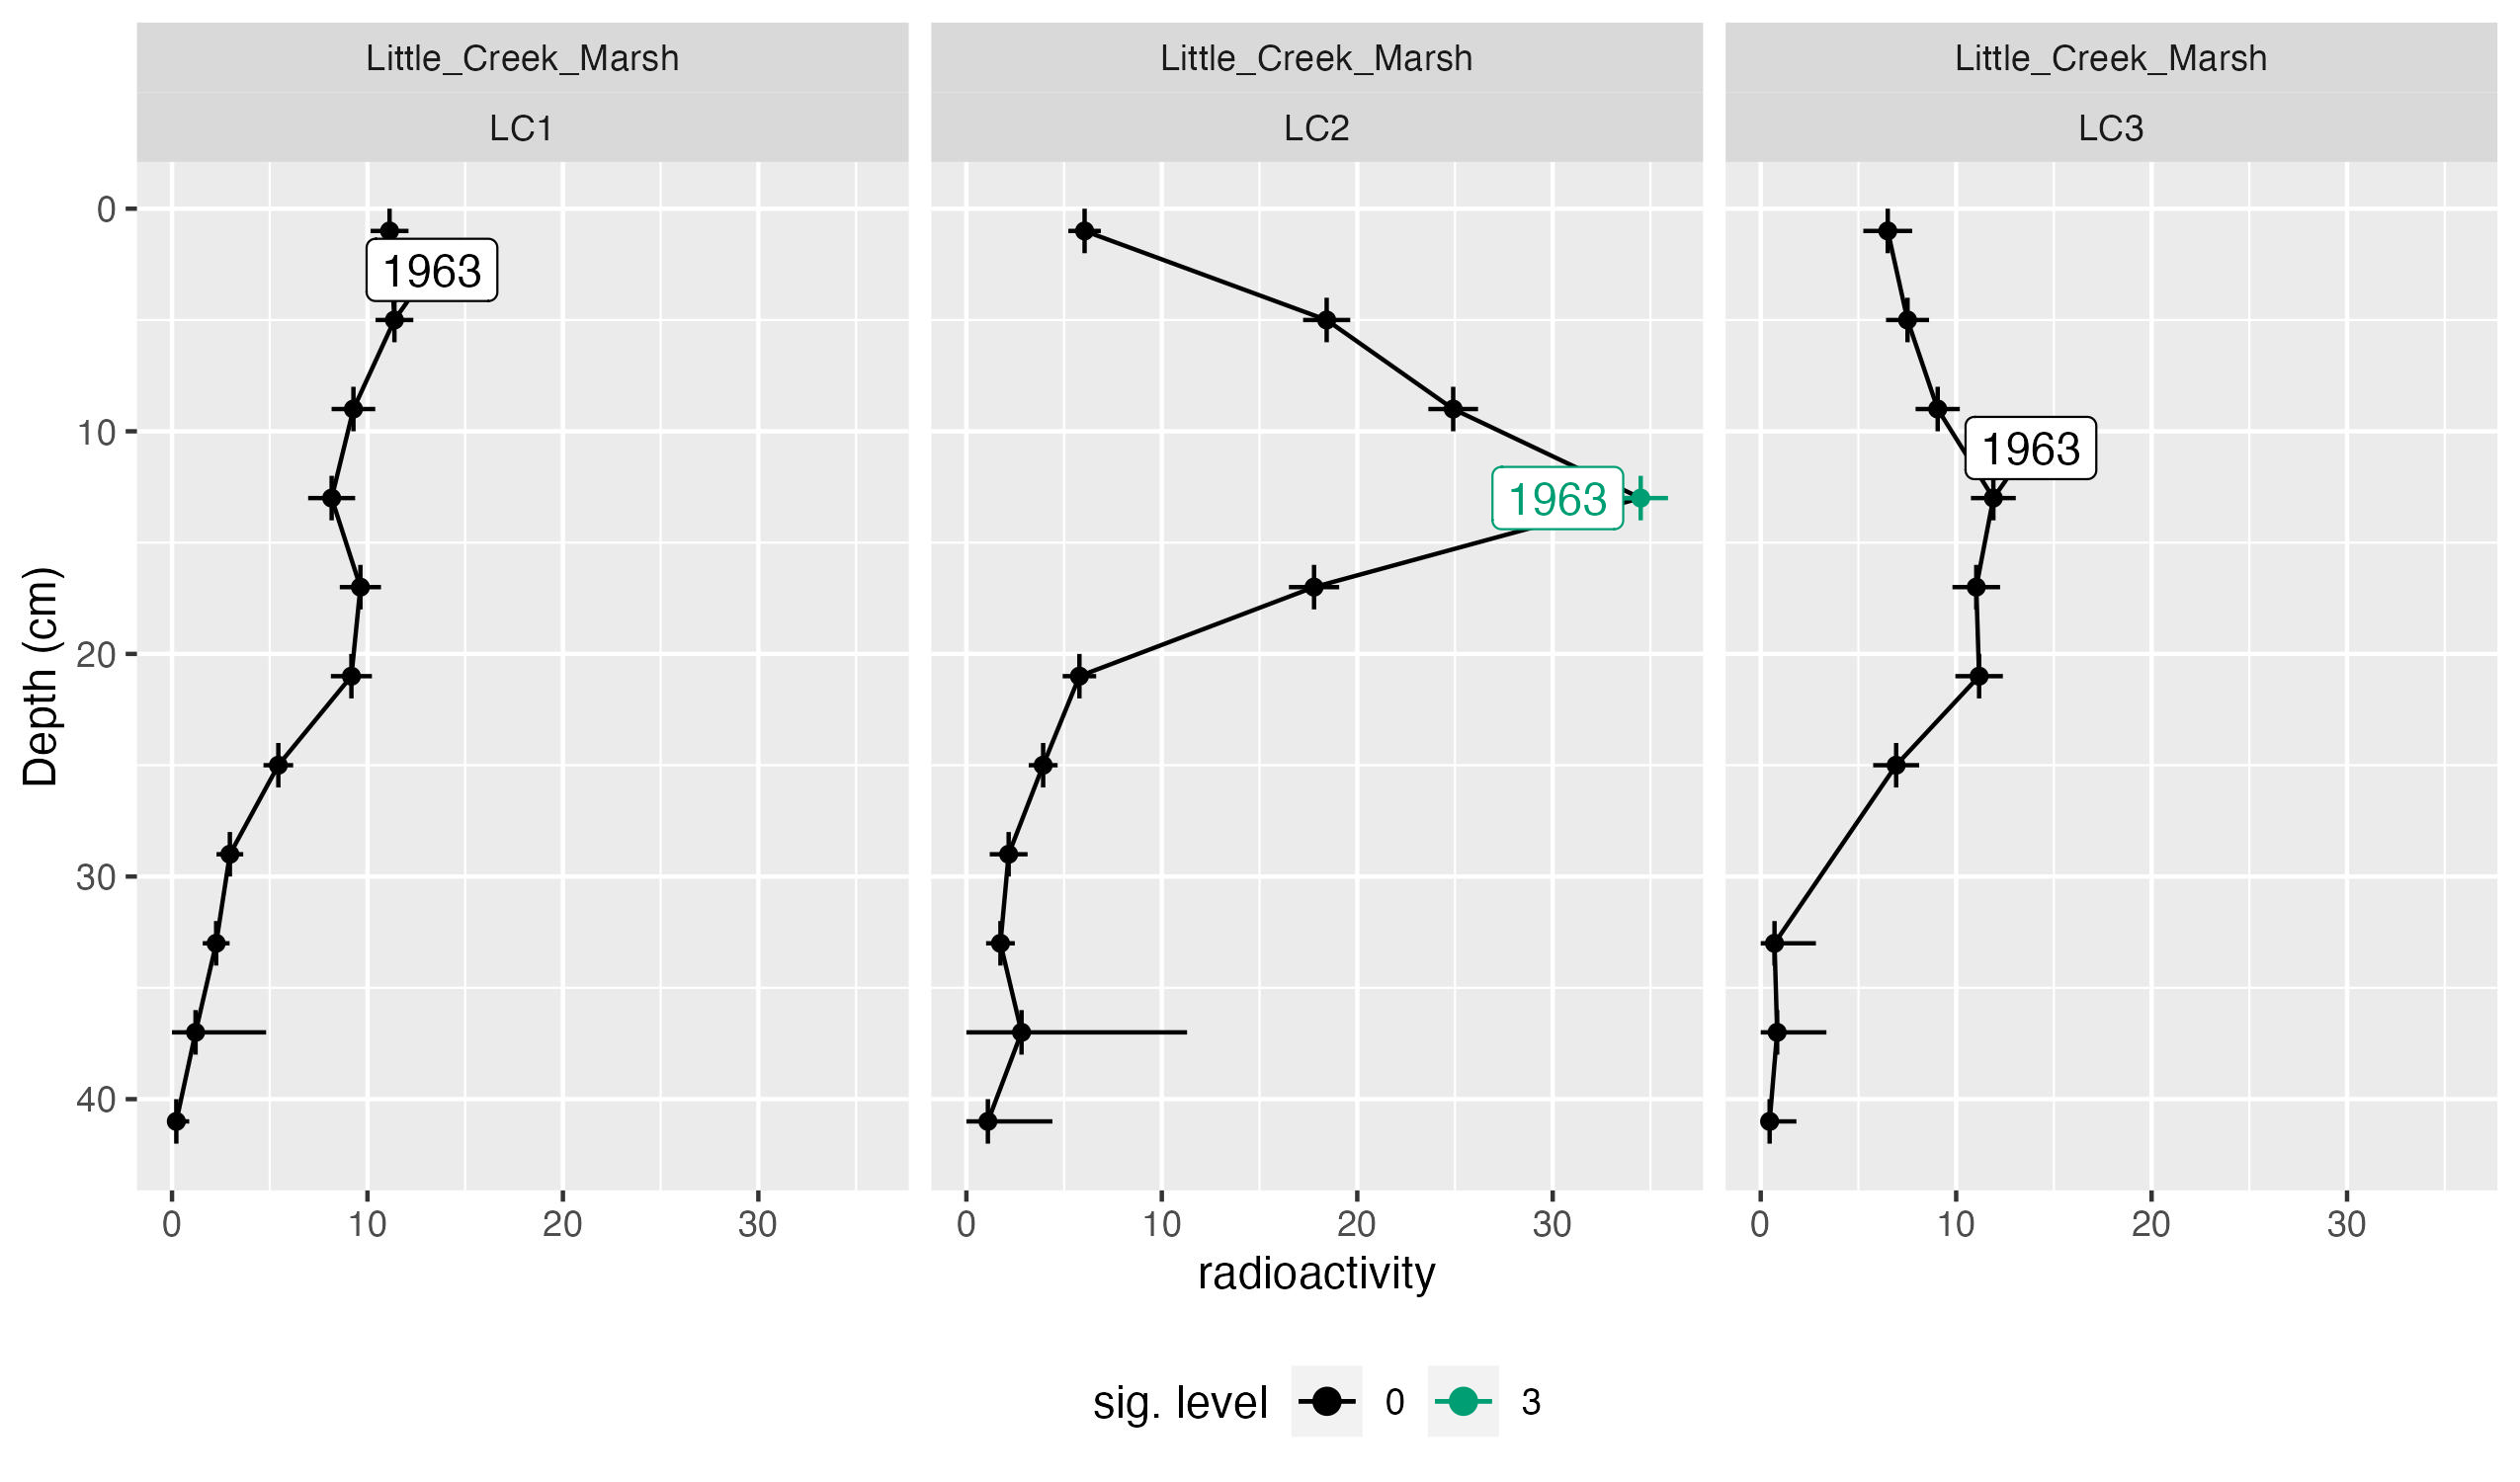 Little_Creek_Marsh Little_Creek_Marsh Little_Creek_Marsh
LC1 LC2 LC3
0
1963
10
1963
1963
20
Depth (cm)
30
40
0 10 20 30 0 10 20 30 0 10 20 30
radioactivity
sig. level 0 3